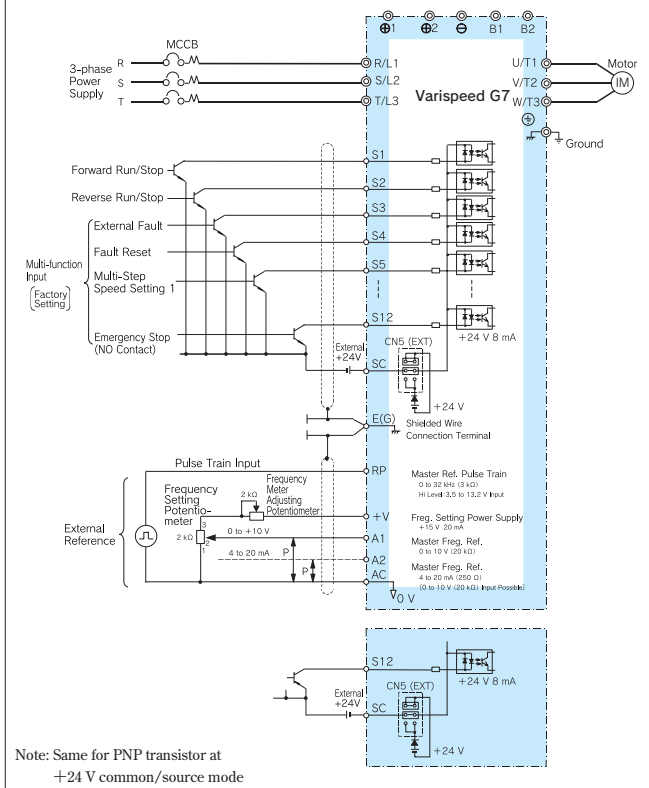 ⊕1 ⊕2 ⊖ B1 B2
MCCB
3-phase
Power
Supply
R
S
T
R/L1
S/L2
T/L3
Varispeed G7
U/T1
V/T2
W/T3
Motor
IM
Ground
Forward Run/Stop
Reverse Run/Stop
External Fault
Fault Reset
Multi-Step
Speed Setting 1
Emergency Stop
(NO Contact)
Multi-function
Input
Factory
Setting
S1
S2
S3
S4
S5
S12
SC
External
+24V
CN5 (EXT)
+24 V 8 mA
+24 V
E(G)
Shielded Wire
Connection Terminal
Pulse Train Input
RP
Master Ref. Pulse Train
0 to 32 kHz (3 kΩ)
Hi Level: 3.5 to 13.2 V Input
Frequency
Setting
Potentio-
meter
2 kΩ
Frequency
Meter
Adjusting
Potentiometer
3
2 kΩ
2
1
0 to +10 V
4 to 20 mA
P
P
External
Reference
+V
A1
A2
AC
0 V
Freq. Setting Power Supply
+15 V 20 mA
Master Freg. Ref.
0 to 10 V (20 kΩ)
Master Freg. Ref.
4 to 20 mA (250 Ω)
[0 to 10 V (20 kΩ) Input Possible]
S12
+24 V 8 mA
CN5 (EXT)
External
+24V
SC
+24 V
Note: Same for PNP transistor at
+24 V common/source mode